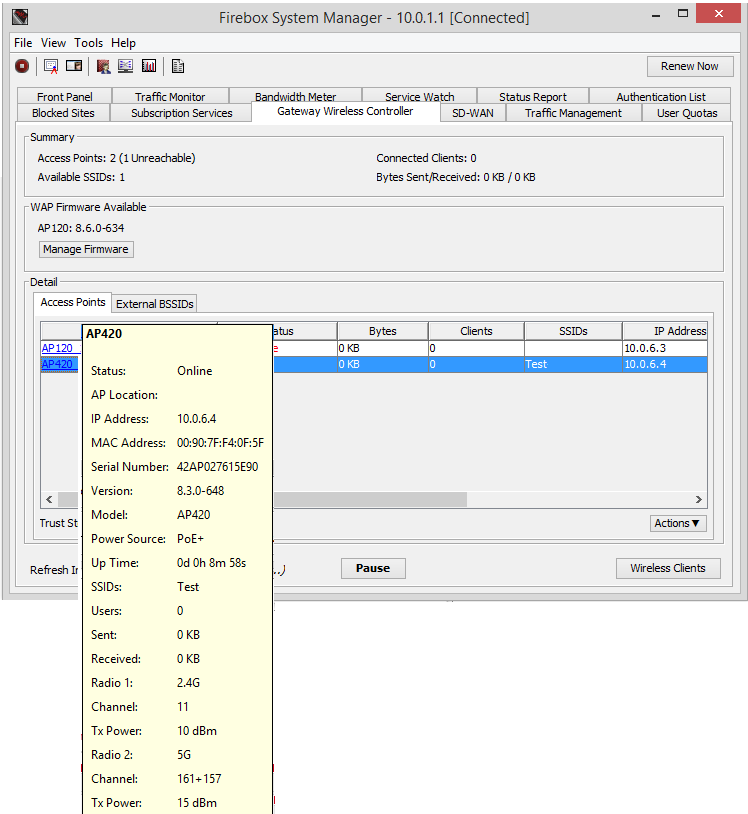 Firebox System Manager - 10.0.1.1 [Connected]
File View Tools Help
Renew Now
Front Panel Traffic Monitor Bandwidth Meter Service Watch Status Report Authentication List
Blocked Sites Subscription Services Gateway Wireless Controller SD-WAN Traffic Management User Quotas
Summary
Access Points: 2 (1 Unreachable) Connected Clients: 0
Available SSIDs: 1 Bytes Sent/Received: 0 KB / 0 KB
WAP Firmware Available
AP120: 8.6.0-634
Manage Firmware
Detail
Access Points External BSSIDs
Bytes Clients SSIDs IP Address
AP120 0 KB 0 10.0.6.3
AP420 0 KB 0 Test 10.0.6.4
AP420
Status: Online
AP Location:
IP Address: 10.0.6.4
MAC Address: 00:90:7F:F4:0F:5F
Serial Number: 42AP027615E90
Version: 8.3.0-648
Model: AP420
Power Source: PoE+
Up Time: 0d 0h 8m 58s
SSIDs: Test
Users: 0
Sent: 0 KB
Received: 0 KB
Radio 1: 2.4G
Channel: 11
Tx Power: 10 dBm
Radio 2: 5G
Channel: 161+157
Tx Power: 15 dBm
Trust St Actions▼
Refresh In Pause Wireless Clients